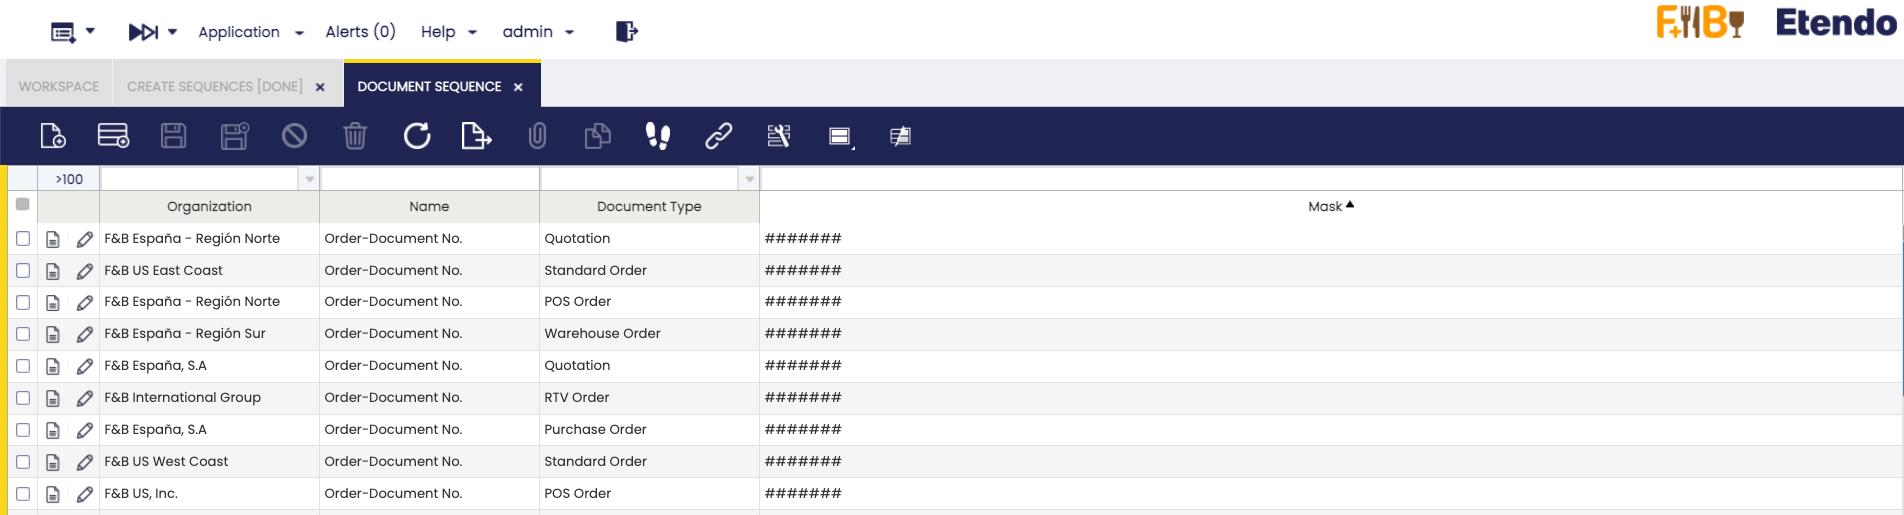 Application Alerts (0) Help admin F&B Etendo
WORKSPACE CREATE SEQUENCES [DONE] × DOCUMENT SEQUENCE ×
>100
Organization Name Document Type Mask
F&B España - Región Norte Order-Document No. Quotation #######
F&B US East Coast Order-Document No. Standard Order #######
F&B España - Región Norte Order-Document No. POS Order #######
F&B España - Región Sur Order-Document No. Warehouse Order #######
F&B España, S.A Order-Document No. Quotation #######
F&B International Group Order-Document No. RTV Order #######
F&B España, S.A Order-Document No. Purchase Order #######
F&B US West Coast Order-Document No. Standard Order #######
F&B US, Inc. Order-Document No. POS Order #######